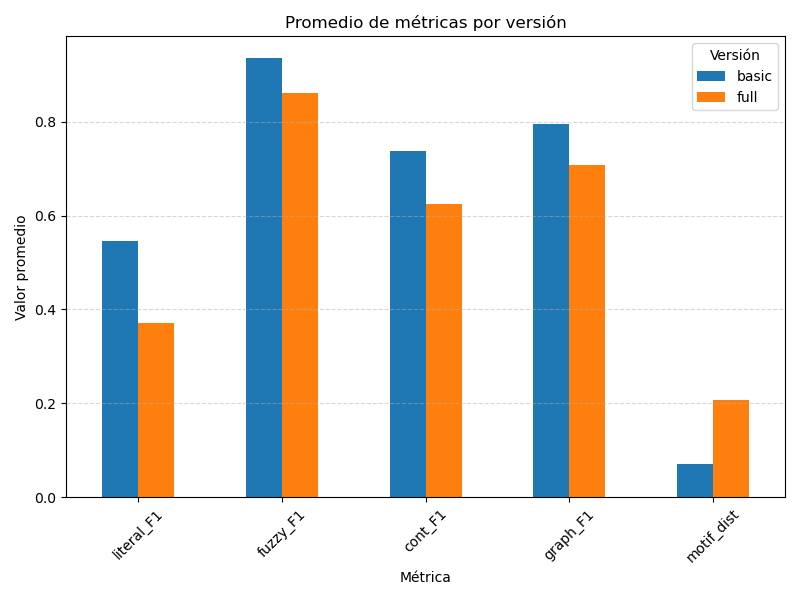 Promedio de métricas por versión
Versión
basic
full
Valor promedio
0.8
0.6
0.4
0.2
0.0
literal_F1
fuzzy_F1
cont_F1
graph_F1
motif_dist
Métrica